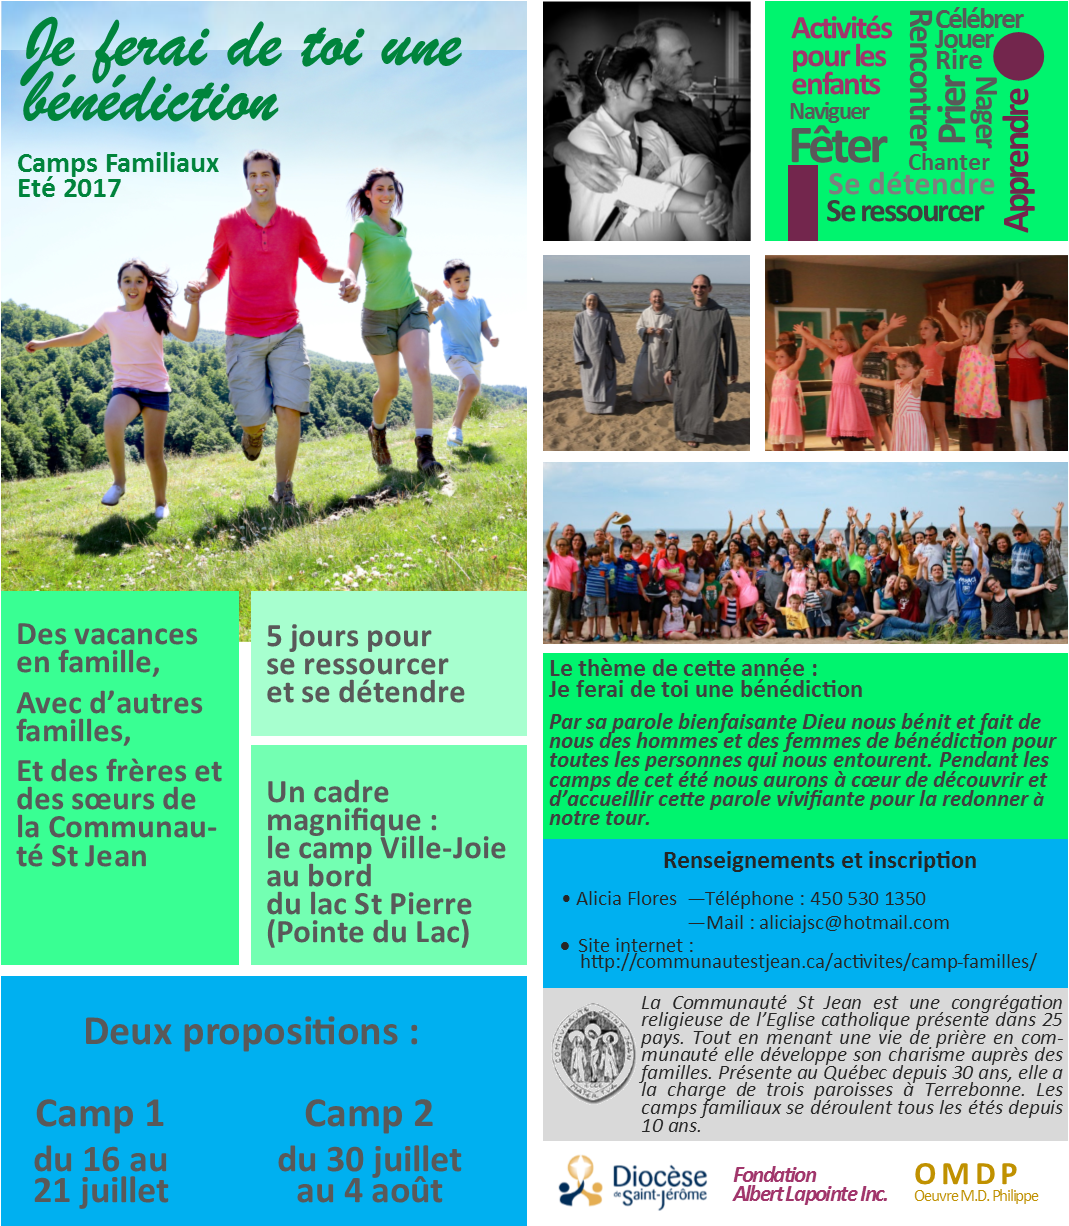 Je ferai de toi une
bénédiction
Camps Familiaux
Eté 2017
Des vacances
en famille,
Avec d’autres
familles,
Et des frères et
des sœurs de
la Communau-
té St Jean
5 jours pour
se ressourcer
et se détendre
Un cadre
magnifique :
le camp Ville-Joie
au bord
du lac St Pierre
(Pointe du Lac)
Deux propositions :
Camp 1
du 16 au
21 juillet
Camp 2
du 30 juillet
au 4 août
Activités
pour les
enfants
Naviguer
Fêter
Rencontrer
Célébrer
Jouer
Rire
Prier
Nager
Chanter
Se détendre
Se ressourcer
Apprendre
Le thème de cette année :
Je ferai de toi une bénédiction
Par sa parole bienfaisante Dieu nous bénit et fait de
nous des hommes et des femmes de bénédiction pour
toutes les personnes qui nous entourent. Pendant les
camps de cet été nous aurons à cœur de découvrir et
d’accueillir cette parole vivifiante pour la redonner à
notre tour.
Renseignements et inscription
• Alicia Flores —Téléphone : 450 530 1350
—Mail : aliciajsc@hotmail.com
• Site internet :
http://communautestjean.ca/activites/camp-familles/
La Communauté St Jean est une congrégation
religieuse de l’Eglise catholique présente dans 25
pays. Tout en menant une vie de prière en com-
munauté elle développe son charisme auprès des
familles. Présente au Québec depuis 30 ans, elle a
la charge de trois paroisses à Terrebonne. Les
camps familiaux se déroulent tous les étés depuis
10 ans.
Diocèse
de Saint-Jérôme
Fondation
Albert Lapointe Inc.
OMDP
Oeuvre M.D. Philippe